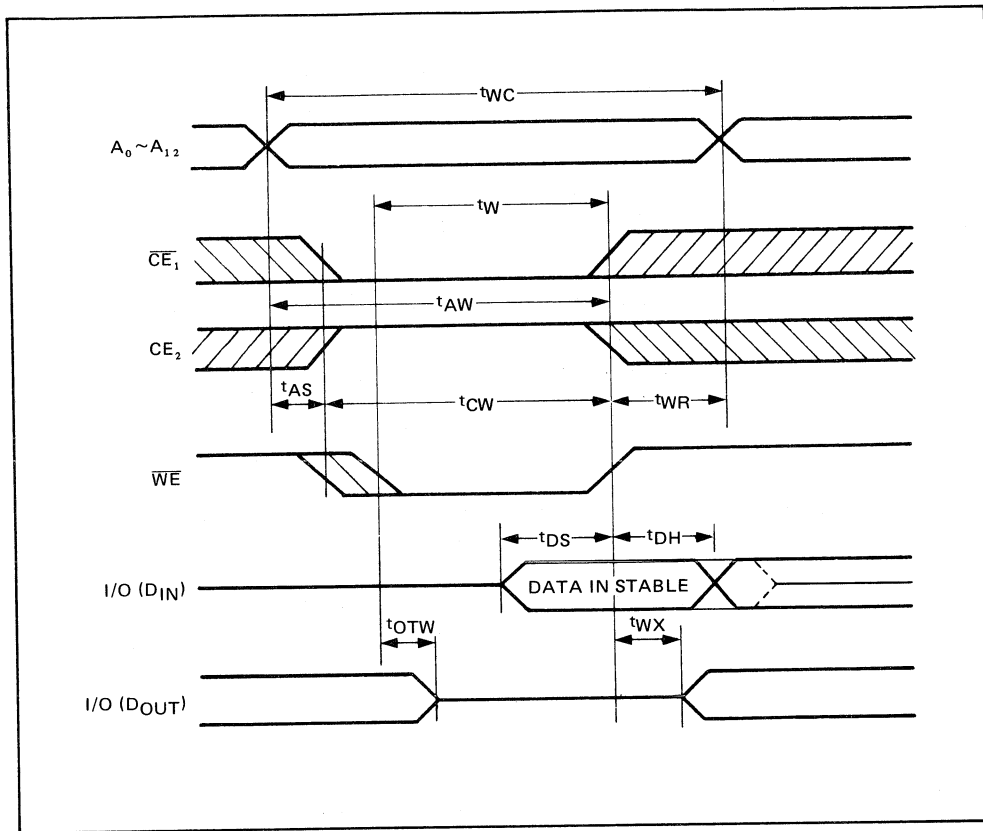 tWC
A₀~A₁₂
tW
CE₁
tAW
CE₂
tAS
tCW
tWR
WE
tDS
tDH
I/O (DIN)
DATA IN STABLE
tOTW
tWX
I/O (DOUT)